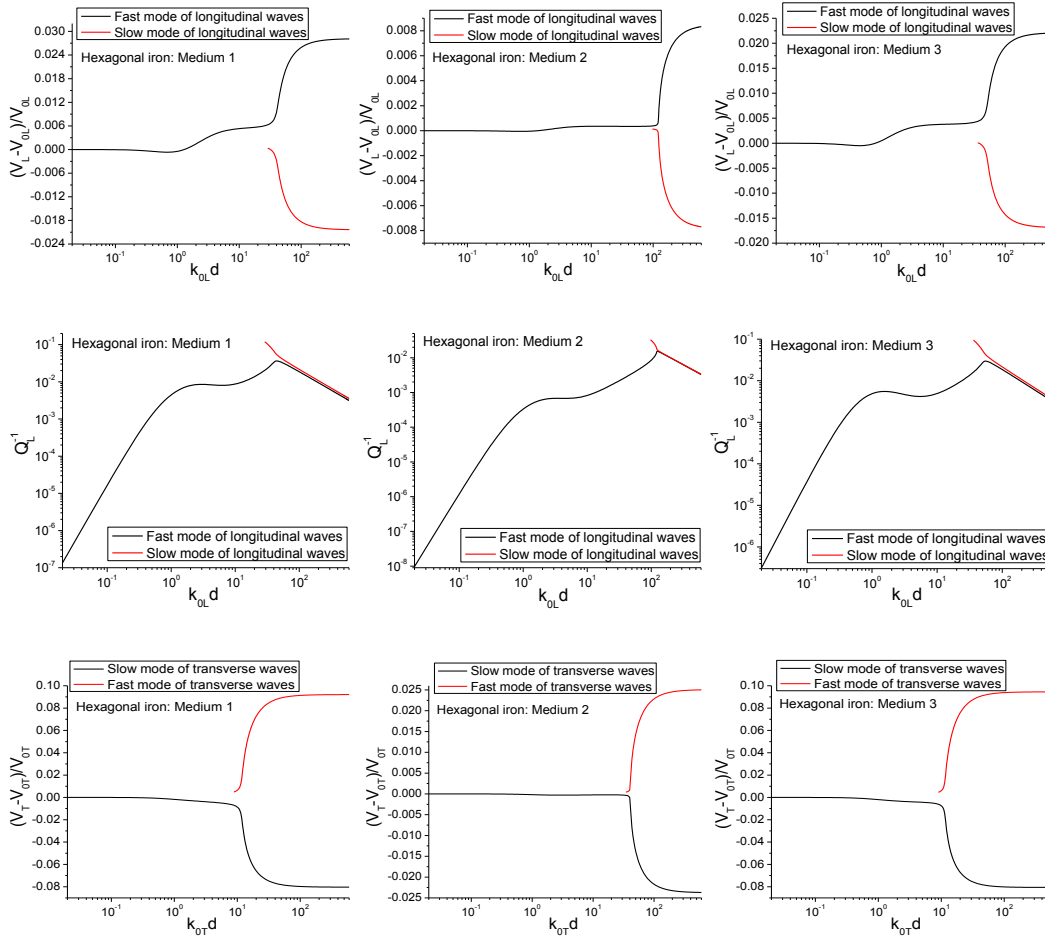 Fast mode of longitudinal waves
Slow mode of longitudinal waves
Hexagonal iron: Medium 1
(V_L-V_0L)/V_0L
0.030
0.024
0.018
0.012
0.006
0.000
-0.006
-0.012
-0.018
-0.024
10^-1 10^0 10^1 10^2
k_0L d
Fast mode of longitudinal waves
Slow mode of longitudinal waves
Hexagonal iron: Medium 2
(V_L-V_0L)/V_0L
0.008
0.006
0.004
0.002
0.000
-0.002
-0.004
-0.006
-0.008
10^-1 10^0 10^1 10^2
k_0L d
Fast mode of longitudinal waves
Slow mode of longitudinal waves
Hexagonal iron: Medium 3
(V_L-V_0L)/V_0L
0.025
0.020
0.015
0.010
0.005
0.000
-0.005
-0.010
-0.015
-0.020
10^-1 10^0 10^1 10^2
k_0L d
Hexagonal iron: Medium 1
Q_L^-1
10^-1
10^-2
10^-3
10^-4
10^-5
10^-6
10^-7
Fast mode of longitudinal waves
Slow mode of longitudinal waves
10^-1 10^0 10^1 10^2
k_0L d
Hexagonal iron: Medium 2
Q_L^-1
10^-2
10^-3
10^-4
10^-5
10^-6
10^-7
10^-8
Fast mode of longitudinal waves
Slow mode of longitudinal waves
10^-1 10^0 10^1 10^2
k_0L d
Hexagonal iron: Medium 3
Q_L^-1
10^-1
10^-2
10^-3
10^-4
10^-5
10^-6
Fast mode of longitudinal waves
Slow mode of longitudinal waves
10^-1 10^0 10^1 10^2
k_0L d
Slow mode of transverse waves
Fast mode of transverse waves
Hexagonal iron: Medium 1
(V_T-V_0T)/V_0T
0.10
0.08
0.06
0.04
0.02
0.00
-0.02
-0.04
-0.06
-0.08
10^-1 10^0 10^1 10^2
k_0T d
Slow mode of transverse waves
Fast mode of transverse waves
Hexagonal iron: Medium 2
(V_T-V_0T)/V_0T
0.025
0.020
0.015
0.010
0.005
0.000
-0.005
-0.010
-0.015
-0.020
-0.025
10^-1 10^0 10^1 10^2
k_0T d
Slow mode of transverse waves
Fast mode of transverse waves
Hexagonal iron: Medium 3
(V_T-V_0T)/V_0T
0.10
0.08
0.06
0.04
0.02
0.00
-0.02
-0.04
-0.06
-0.08
10^-1 10^0 10^1 10^2
k_0T d